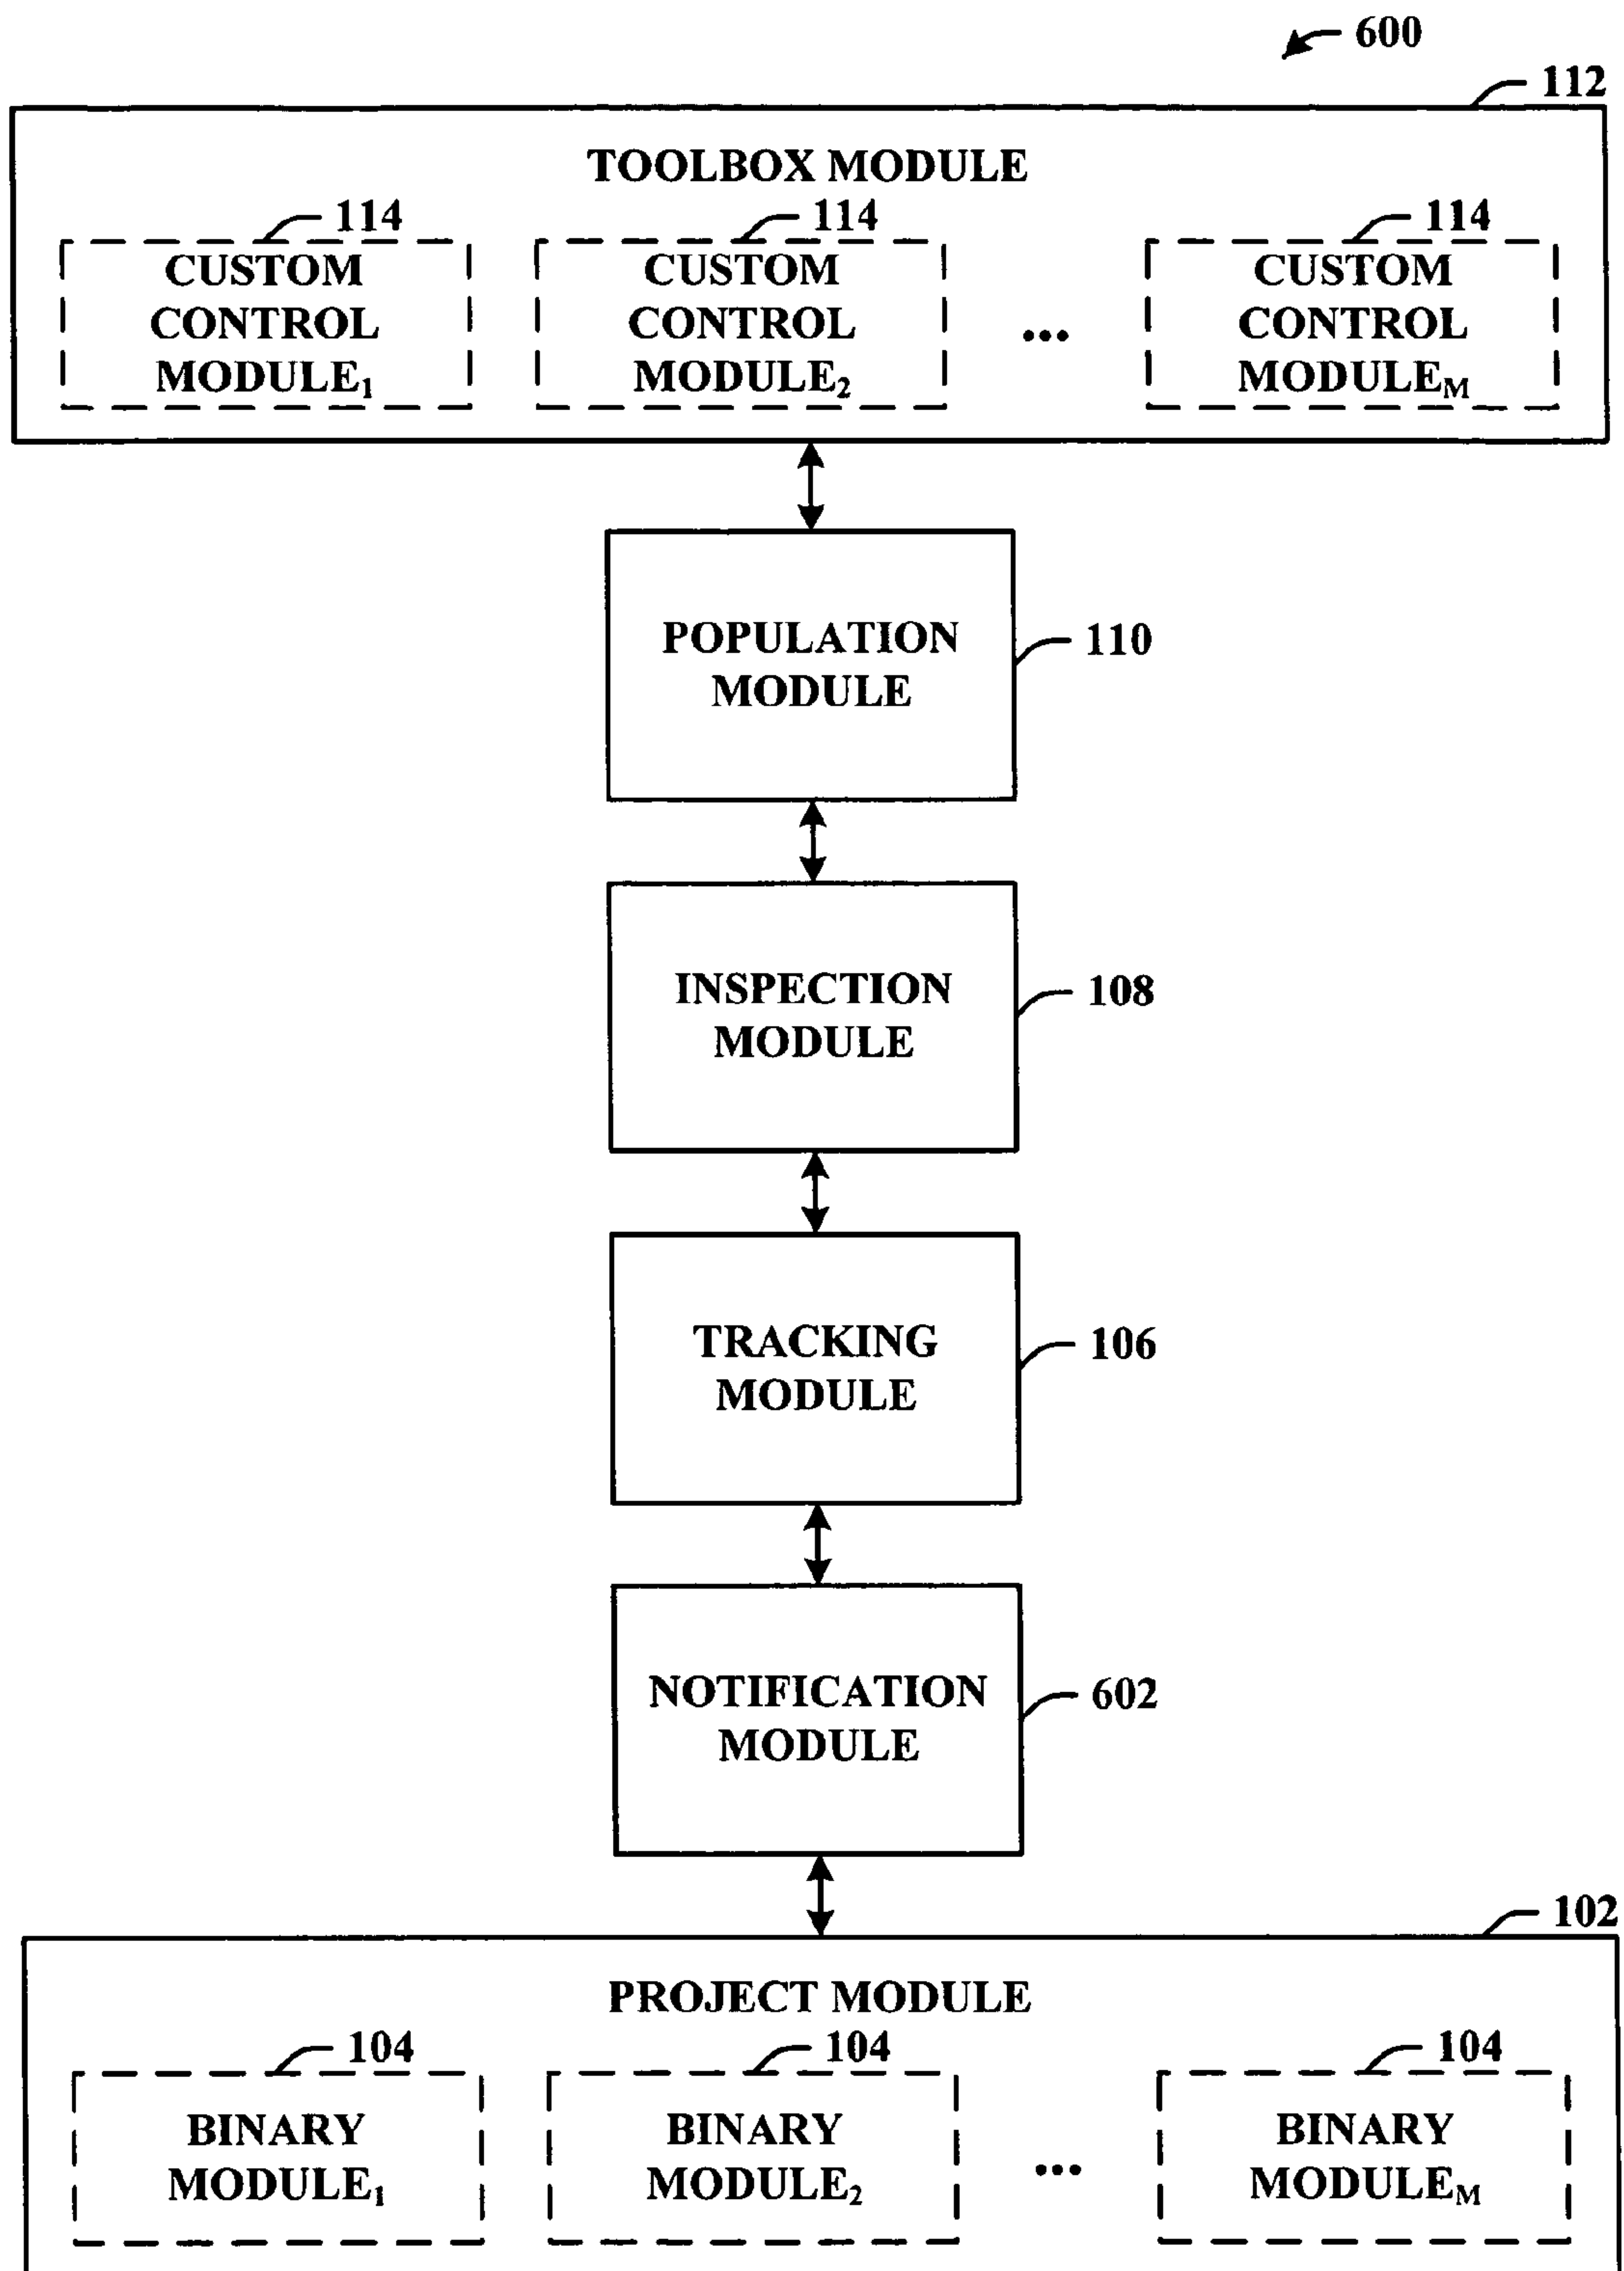 600
112
TOOLBOX MODULE
114
114
114
CUSTOM
CONTROL
MODULE1
CUSTOM
CONTROL
MODULE2
...
CUSTOM
CONTROL
MODULEM
POPULATION
MODULE
110
INSPECTION
MODULE
108
TRACKING
MODULE
106
NOTIFICATION
MODULE
602
102
PROJECT MODULE
104
104
104
BINARY
MODULE1
BINARY
MODULE2
...
BINARY
MODULEM